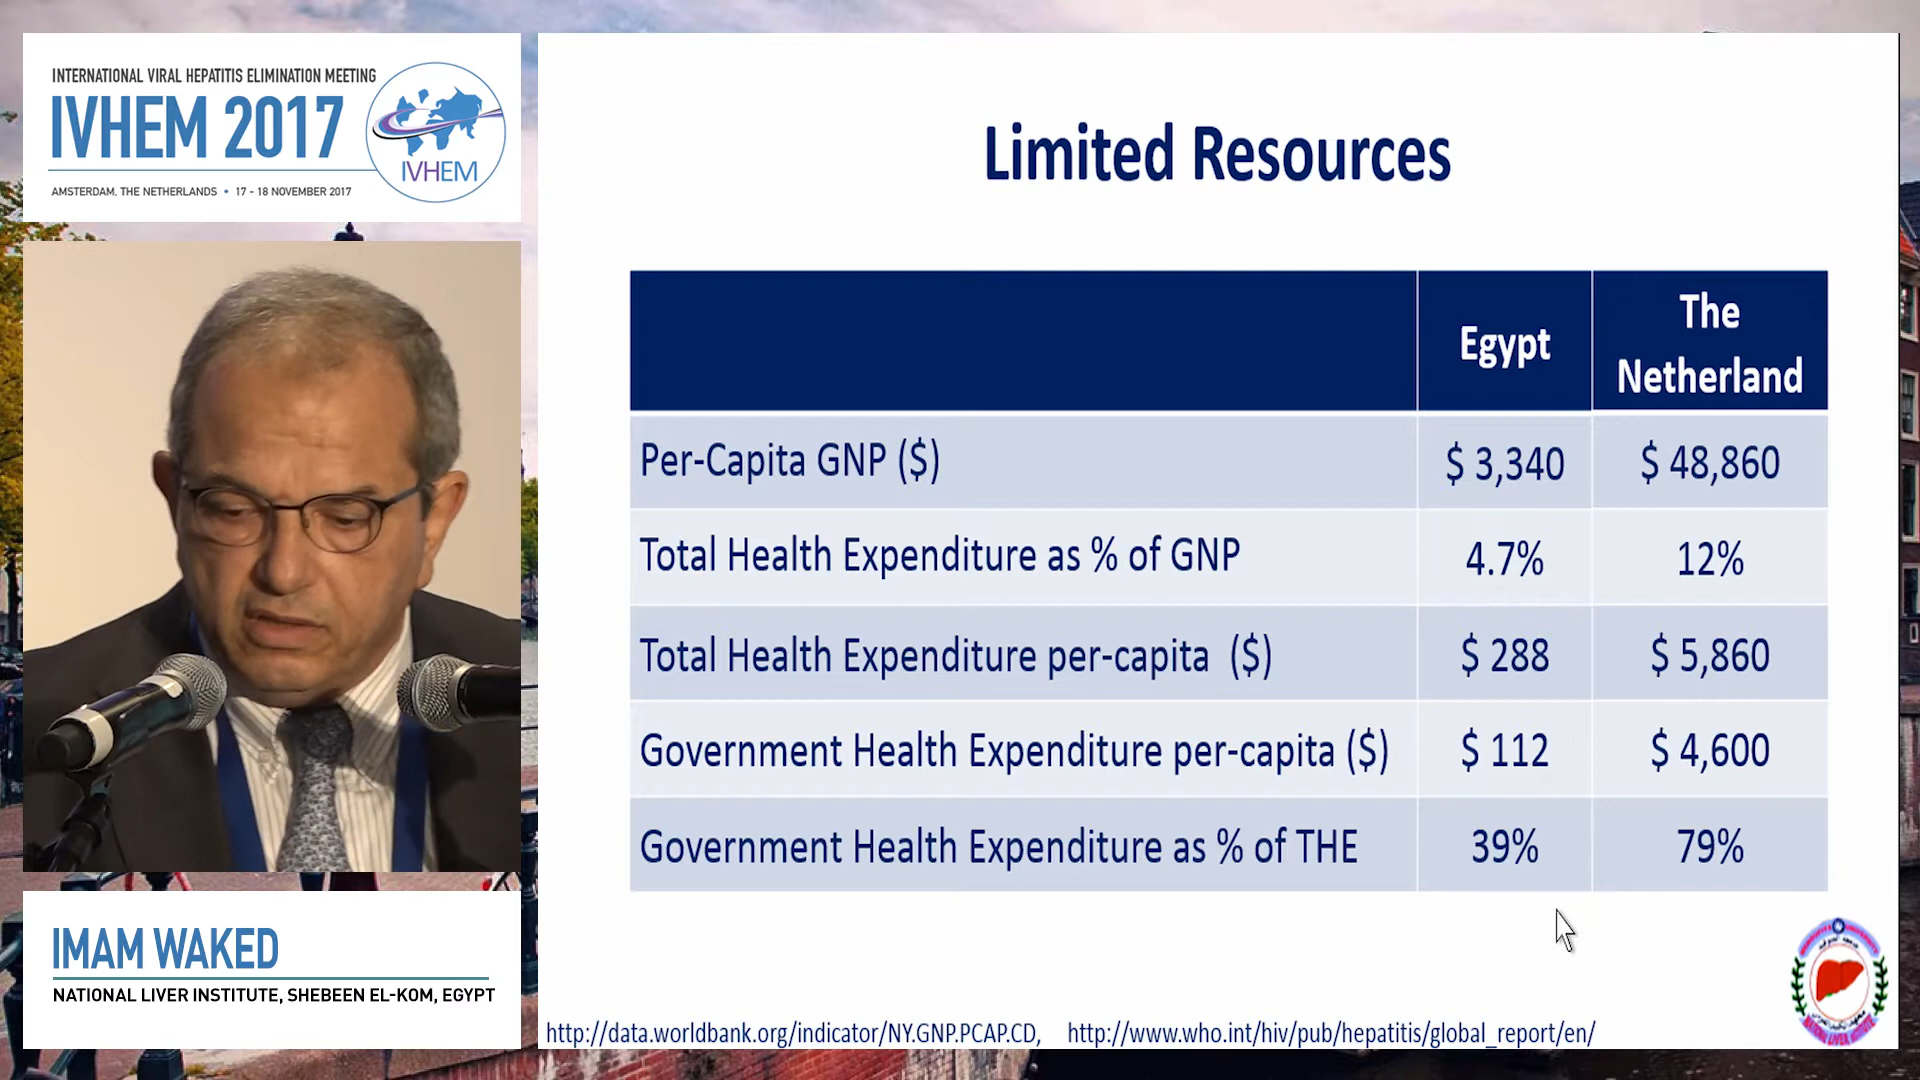 INTERNATIONAL VIRAL HEPATITIS ELIMINATION MEETING
IVHEM 2017
IVHEM
AMSTERDAM, THE NETHERLANDS • 17 - 18 NOVEMBER 2017
IMAM WAKED
NATIONAL LIVER INSTITUTE, SHEBEEN EL-KOM, EGYPT
Limited Resources
Egypt
The
Netherland
Per-Capita GNP ($) $ 3,340 $ 48,860
Total Health Expenditure as % of GNP 4.7% 12%
Total Health Expenditure per-capita ($) $ 288 $ 5,860
Government Health Expenditure per-capita ($) $ 112 $ 4,600
Government Health Expenditure as % of THE 39% 79%
http://data.worldbank.org/indicator/NY.GNP.PCAP.CD, http://www.who.int/hiv/pub/hepatitis/global_report/en/